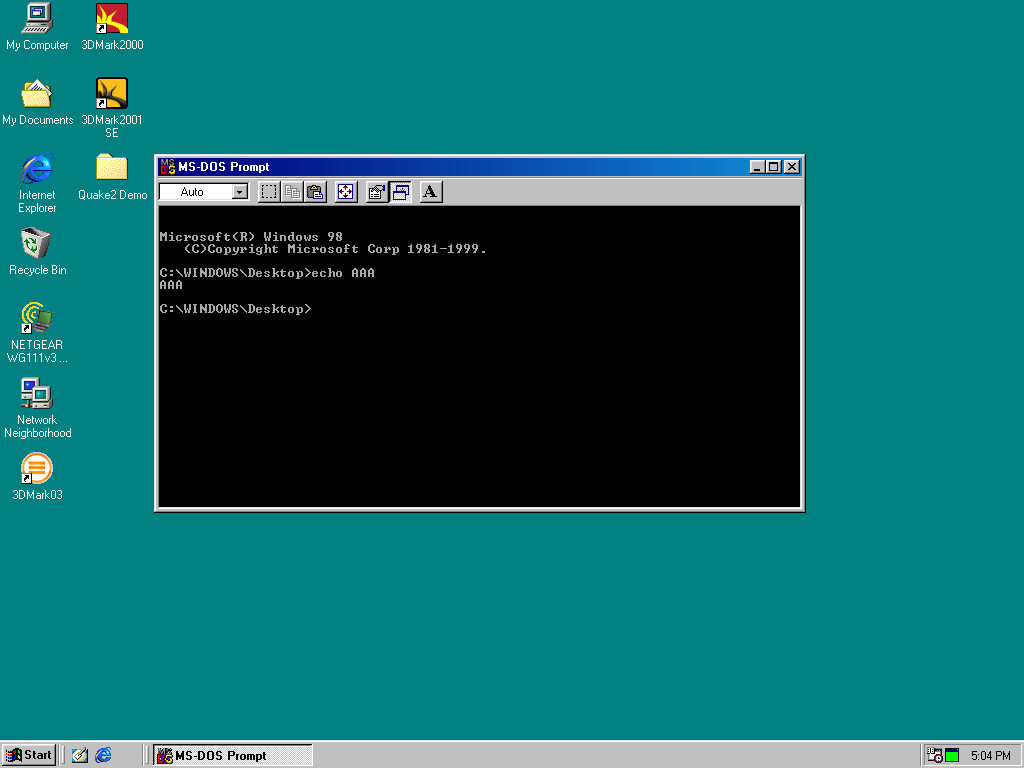 My Computer
3DMark2000
My Documents
3DMark2001
SE
Internet
Explorer
Quake2 Demo
Recycle Bin
NETGEAR
WG111v3 ...
Network
Neighborhood
3DMark03
MS-DOS Prompt
Auto
A
Microsoft(R) Windows 98
(C)Copyright Microsoft Corp 1981-1999.
C:\WINDOWS\Desktop>echo AAA
AAA
C:\WINDOWS\Desktop>
Start
MS-DOS Prompt
5:04 PM